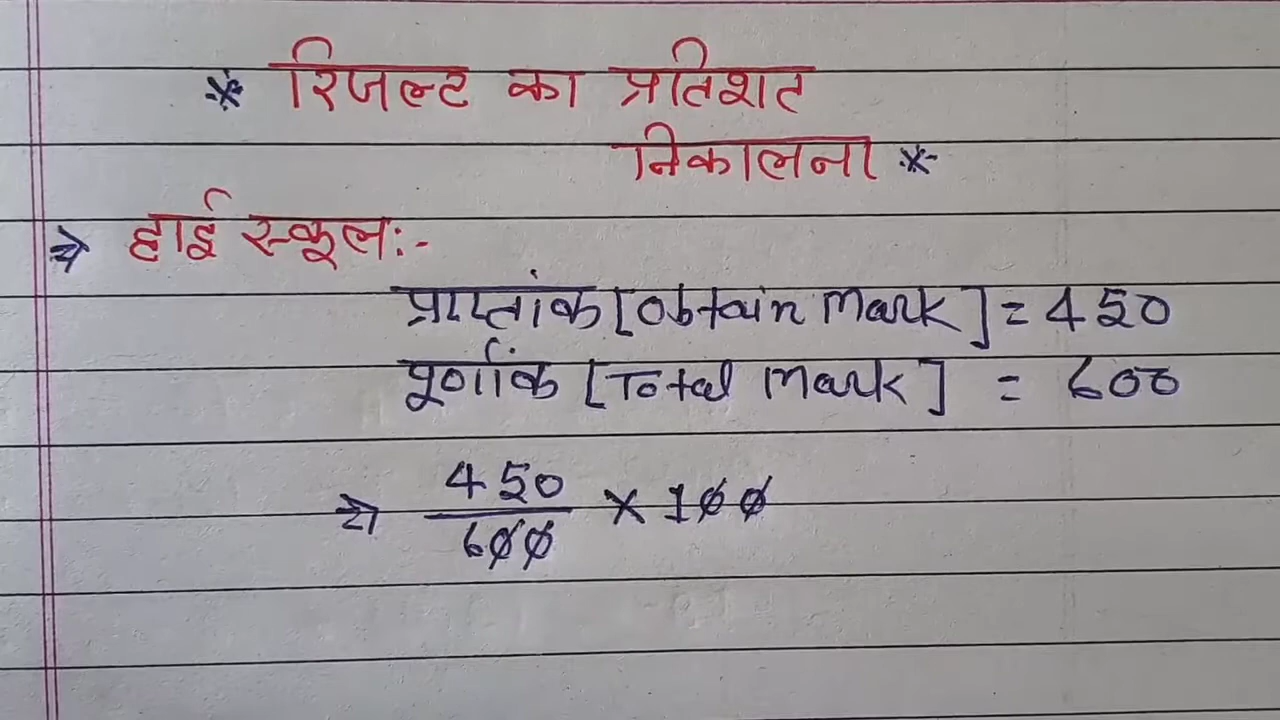 * रिजल्ट का प्रतिशत
निकालना *
⇒ हाई स्कूल:-
प्राप्तांक [Obtain Mark] = 450
पूर्णांक [Total Mark] = 600
⇒ 450/600 × 100